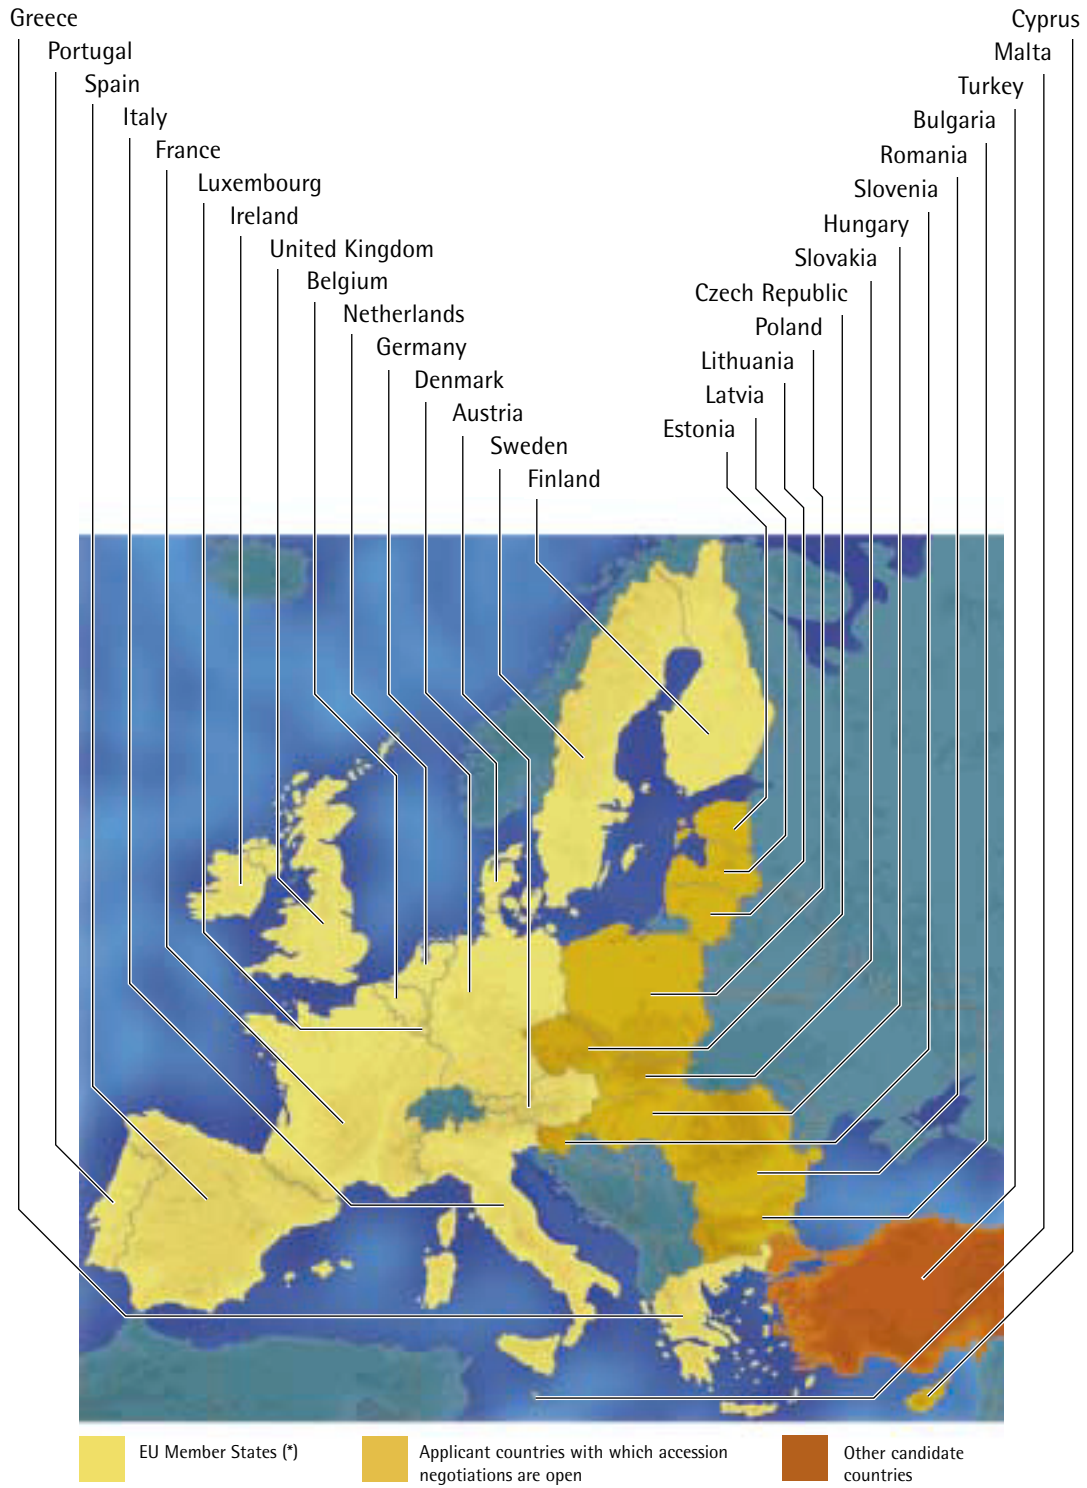 Greece
Portugal
Spain
Italy
France
Luxembourg
Ireland
United Kingdom
Belgium
Netherlands
Germany
Denmark
Austria
Sweden
Finland
Cyprus
Malta
Turkey
Bulgaria
Romania
Slovenia
Hungary
Slovakia
Czech Republic
Poland
Lithuania
Latvia
Estonia
EU Member States (*)
Applicant countries with which accession
negotiations are open
Other candidate
countries